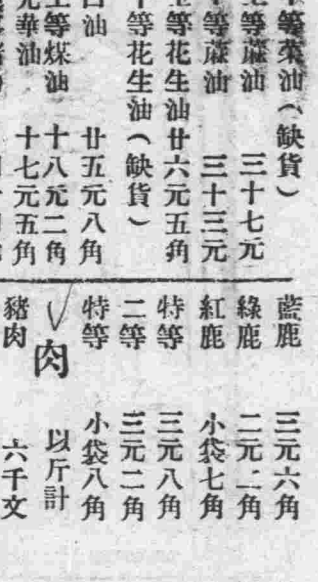 等菜油（缺貨）
等蔴油　三十七元
等蔴油　三十三元
等花生油廿六元五角
等花生油（缺貨）
油　廿五元八角
等煤油　十八元二角
華油　十七元五角
藍鹿　三元六角
綠鹿　二元二角
紅鹿　小袋七角
特等　三元八角
二等　三元二角
特等　小袋八角
肉　以斤計
豬肉　六千文